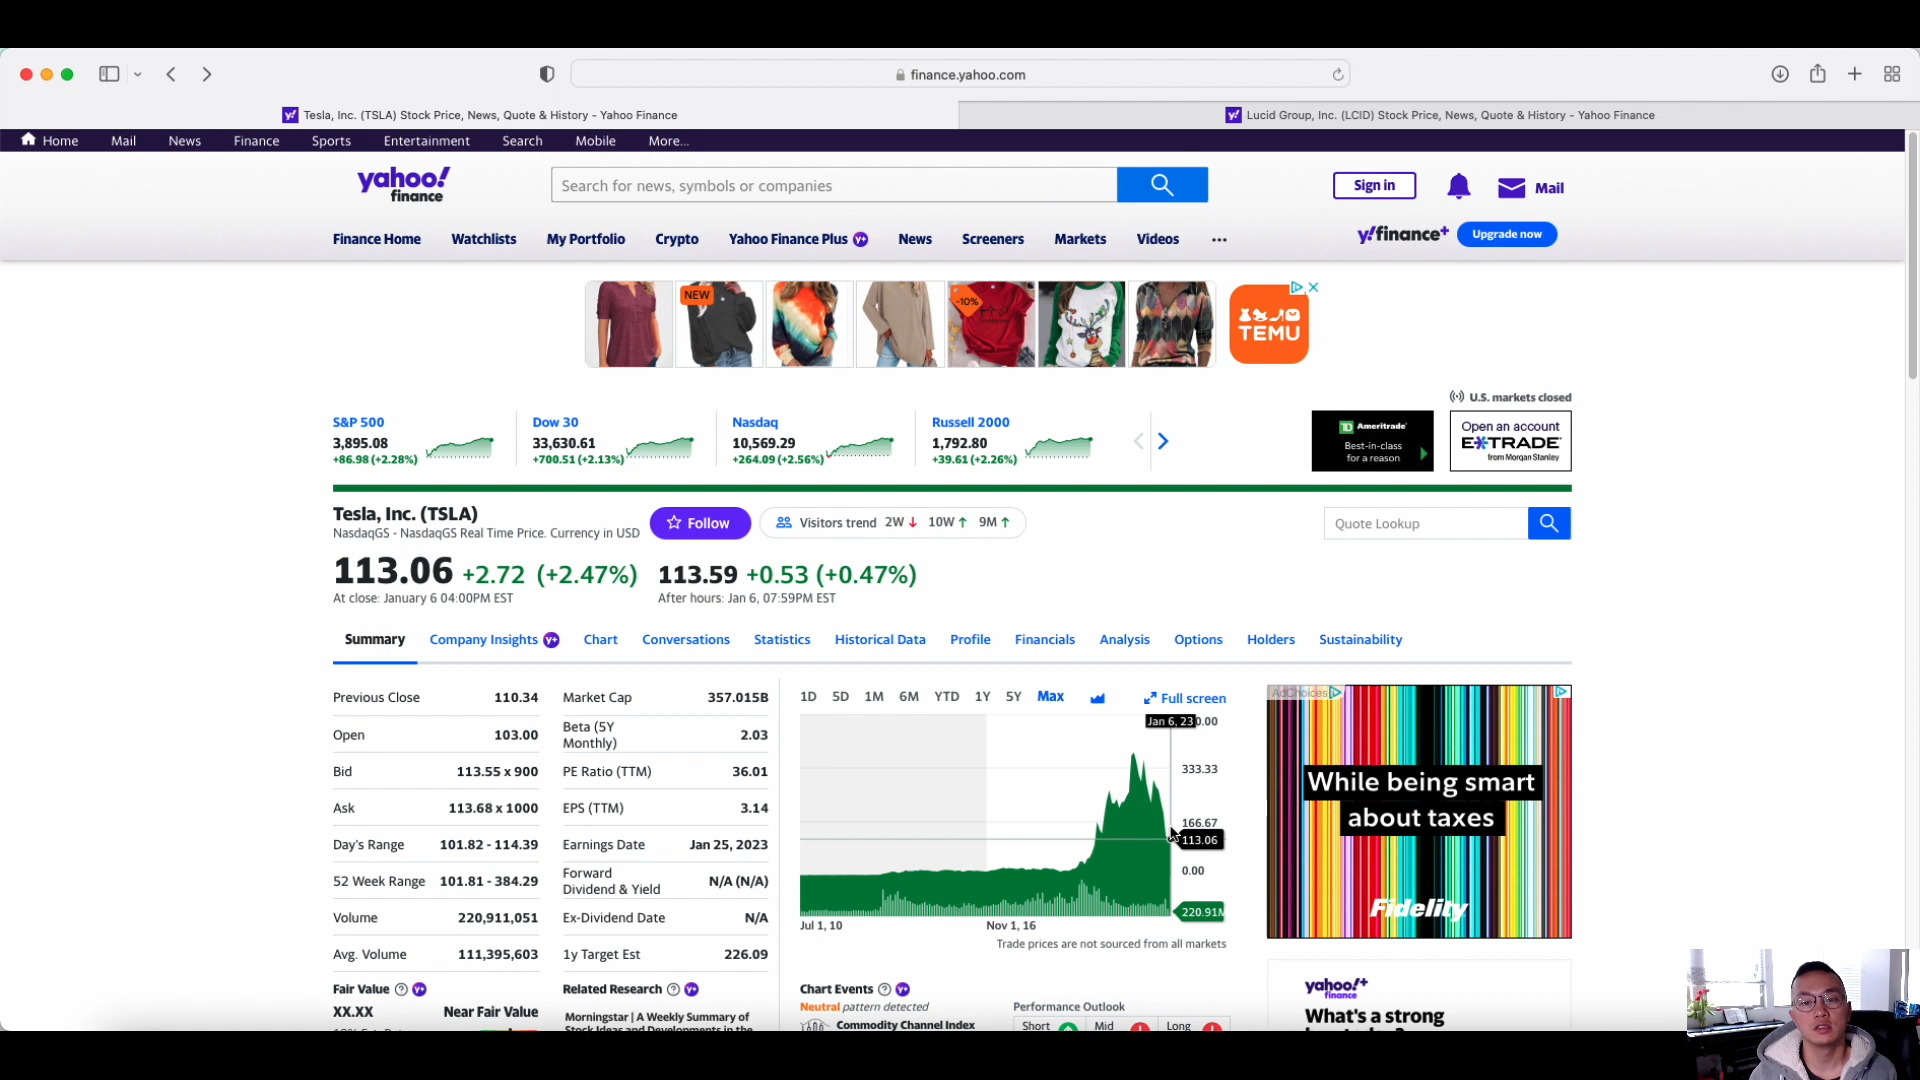 finance.yahoo.com
Tesla, Inc. (TSLA) Stock Price, News, Quote & History - Yahoo Finance
Lucid Group, Inc. (LCID) Stock Price, News, Quote & History - Yahoo Finance
Home Mail News Finance Sports Entertainment Search Mobile More...
yahoo!
finance
Search for news, symbols or companies
Sign in
Mail
Finance Home Watchlists My Portfolio Crypto Yahoo Finance Plus Y+ News Screeners Markets Videos ...
y!finance+ Upgrade now
NEW
-10%
TEMU
U.S. markets closed
S&P 500
3,895.08
+86.98 (+2.28%)
Dow 30
33,630.61
+700.51 (+2.13%)
Nasdaq
10,569.29
+264.09 (+2.56%)
Russell 2000
1,792.80
+39.61 (+2.26%)
TD Ameritrade
Best-in-class
for a reason
Open an account
E*TRADE
from Morgan Stanley
Tesla, Inc. (TSLA)
NasdaqGS - NasdaqGS Real Time Price. Currency in USD
Follow
Visitors trend 2W↓ 10W↑ 9M↑
Quote Lookup
113.06 +2.72 (+2.47%)
At close: January 6 04:00PM EST
113.59 +0.53 (+0.47%)
After hours: Jan 6, 07:59PM EST
Summary Company Insights Y+ Chart Conversations Statistics Historical Data Profile Financials Analysis Options Holders Sustainability
Previous Close 110.34
Open 103.00
Bid 113.55 x 900
Ask 113.68 x 1000
Day's Range 101.82 - 114.39
52 Week Range 101.81 - 384.29
Volume 220,911,051
Avg. Volume 111,395,603
Market Cap 357.015B
Beta (5Y
Monthly) 2.03
PE Ratio (TTM) 36.01
EPS (TTM) 3.14
Earnings Date Jan 25, 2023
Forward
Dividend & Yield N/A (N/A)
Ex-Dividend Date N/A
1y Target Est 226.09
1D 5D 1M 6M YTD 1Y 5Y Max
Full screen
Jan 6, 23 0.00
333.33
166.67
113.06
0.00
220.91M
Jul 1, 10 Nov 1, 16
Trade prices are not sourced from all markets
AdChoices
While being smart
about taxes
Fidelity
Fair Value
XX.XX
Near Fair Value
Related Research
Morningstar | A Weekly Summary of
Stock Ideas and Developments in the
Chart Events
Neutral pattern detected
Commodity Channel Index
Performance Outlook
Short Mid Long
yahoo!+
finance
What's a strong